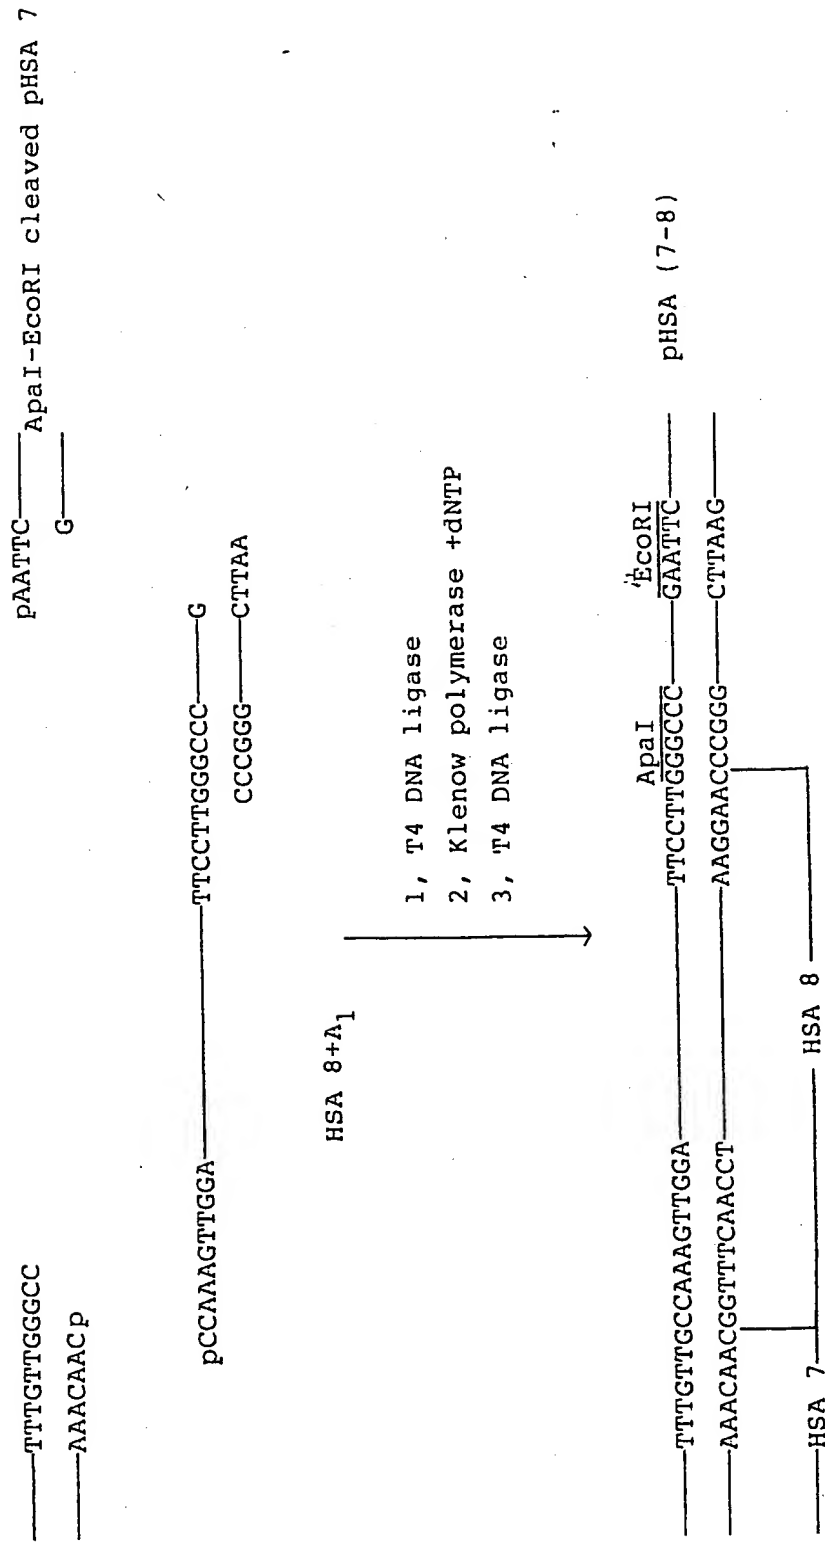 TTTGTTGGGCC pAATTC
ApaI-EcoRI cleaved pHSA 7
AAACAACp G
pCCAAAGTTGGA TTCCTTGGGCCC G
CCCGGG CTTAA
HSA 8+A1
1, T4 DNA ligase
2, Klenow polymerase +dNTP
3, T4 DNA ligase
ApaI EcoRI
TTTGTTGCCAAAGTTGGA TTCCTTGGGCCC GAATTC pHSA (7-8)
AAACAACGGTTTCAACCT AAGGAACCCGGG CTTAAG
HSA 7 HSA 8